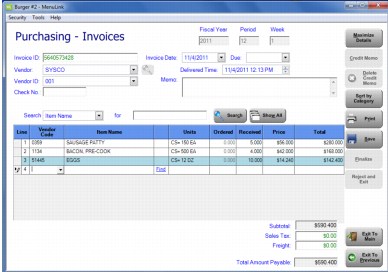 Burger #2 - MenuLink
Security Tools Help
Purchasing - Invoices
Fiscal Year Period Week
2011 12 1
Invoice ID: 5640573428 Invoice Date: 11/4/2011 Due:
Vendor: SYSCO Delivered Time: 11/4/2011 12:13 PM
Vendor ID: 001 Memo:
Check No.
Search Item Name for Search Show All
Line Vendor Code Item Name Units Ordered Received Price Total
1 0359 SAUSAGE PATTY CS= 150 EA 0.000 5.000 $56.000 $280.000
2 1134 BACON, PRE-COOK CS= 500 EA 0.000 4.000 $42.000 $168.000
3 51445 EGGS CS= 12 DZ 0.000 10.000 $14.240 $142.400
4 Find
Subtotal: $590.400
Sales Tax: $0.00
Freight: $0.00
Total Amount Payable: $590.400
Maximize Details
Credit Memo
Delete Credit Memo
Sort by Category
Print
Save
Finalize
Reject and Exit
Exit To Main
Exit To Previous